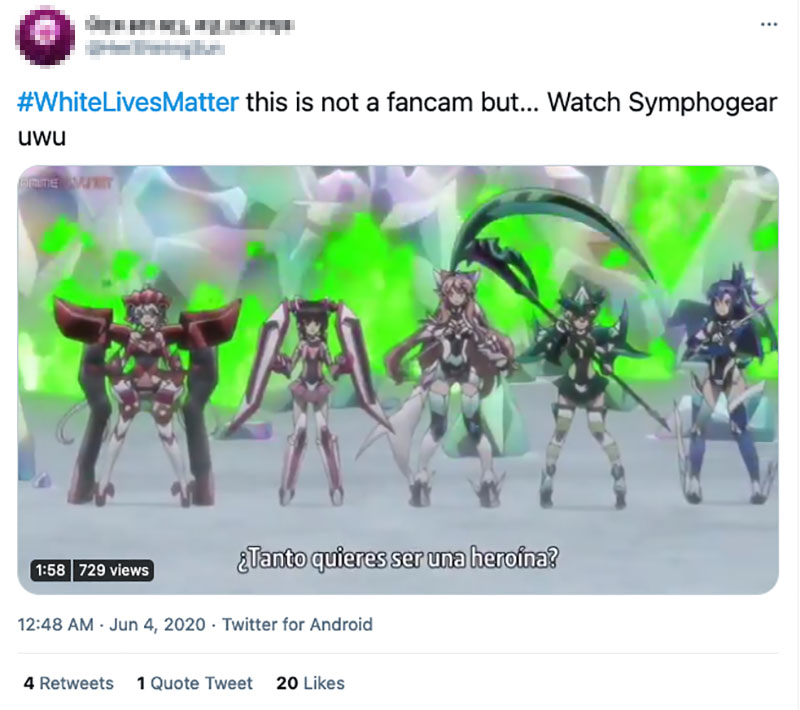 #WhiteLivesMatter this is not a fancam but... Watch Symphogear
uwu
¿Tanto quieres ser una heroína?
1:58 729 views
12:48 AM · Jun 4, 2020 · Twitter for Android
4 Retweets 1 Quote Tweet 20 Likes